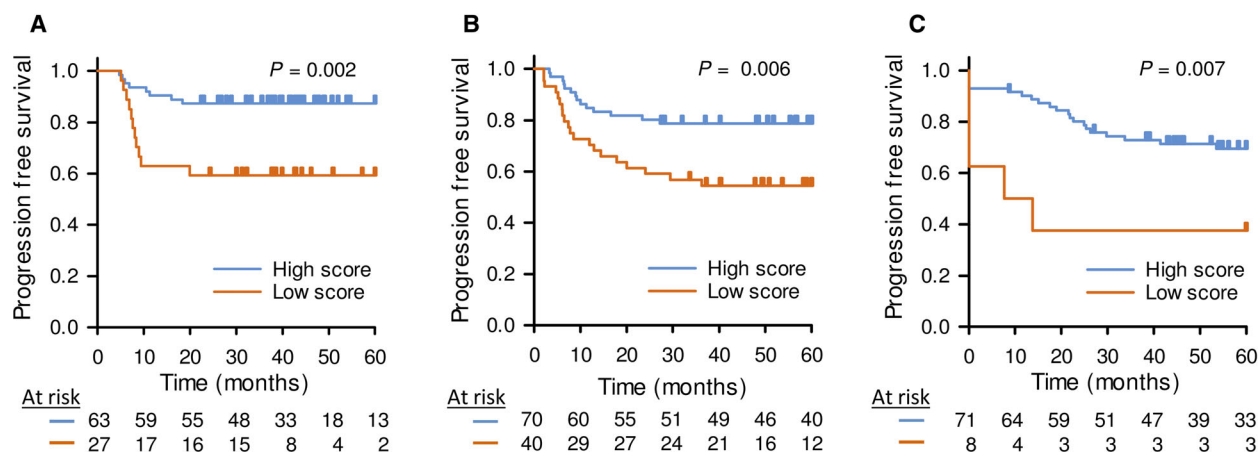 A
Progression free survival
1.0
0.8
0.6
0.4
0.2
0.0
P = 0.002
High score
Low score
0 10 20 30 40 50 60
Time (months)
At risk
63 59 55 48 33 18 13
27 17 16 15 8 4 2
B
Progression free survival
1.0
0.8
0.6
0.4
0.2
0.0
P = 0.006
High score
Low score
0 10 20 30 40 50 60
Time (months)
At risk
70 60 55 51 49 46 40
40 29 27 24 21 16 12
C
Progression free survival
1.0
0.8
0.6
0.4
0.2
0.0
P = 0.007
High score
Low score
0 10 20 30 40 50 60
Time (months)
At risk
71 64 59 51 47 39 33
8 4 3 3 3 3 3